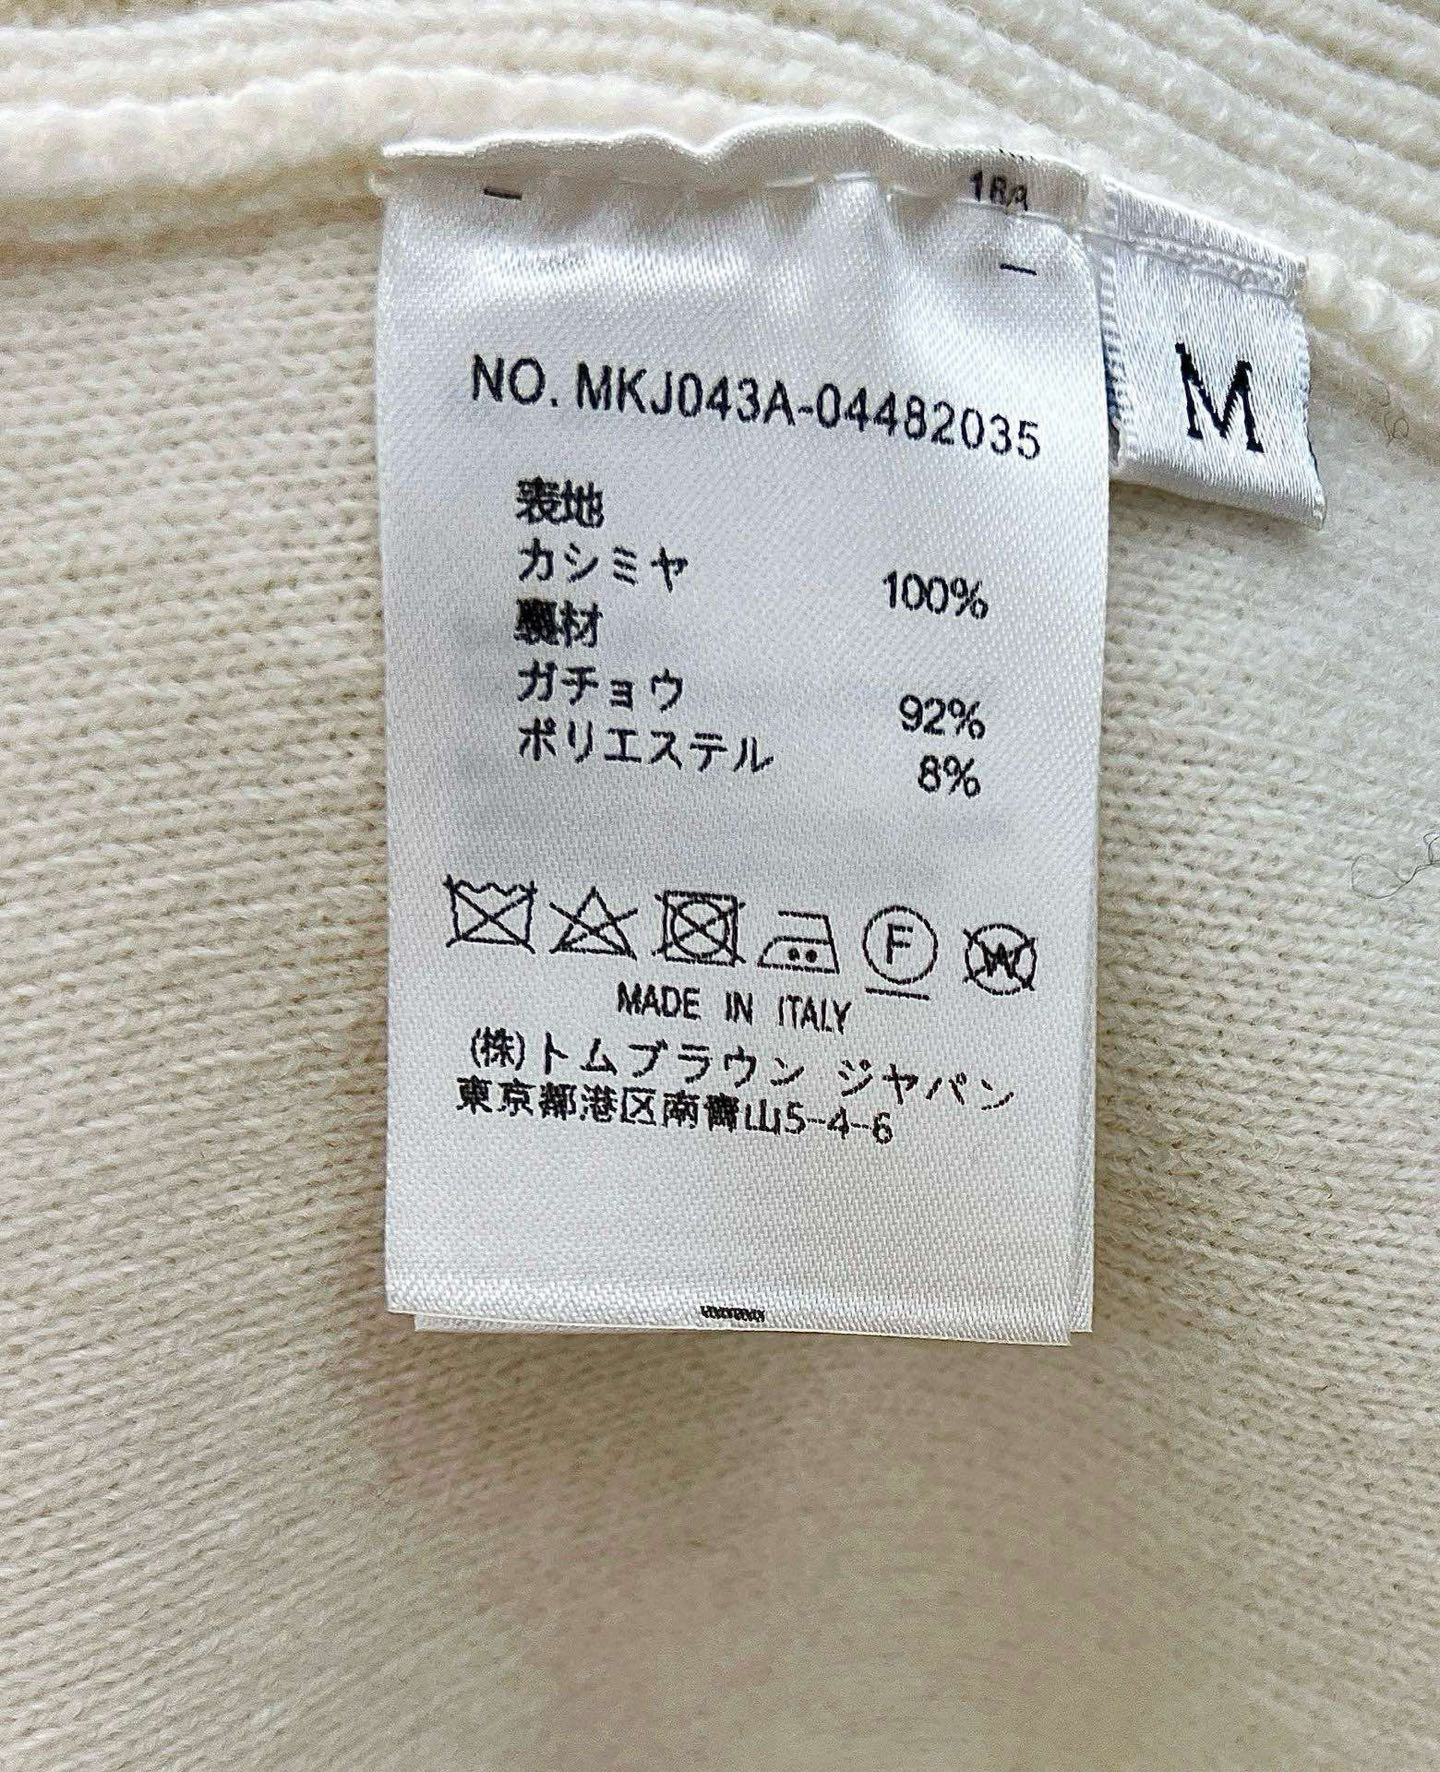 M
NO. MKJ043A-04482035
表地
カシミヤ 100%
裏材
ガチョウ 92%
ポリエステル 8%
F W
MADE IN ITALY
(株)トムブラウン ジャパン
東京都港区南青山5-4-6